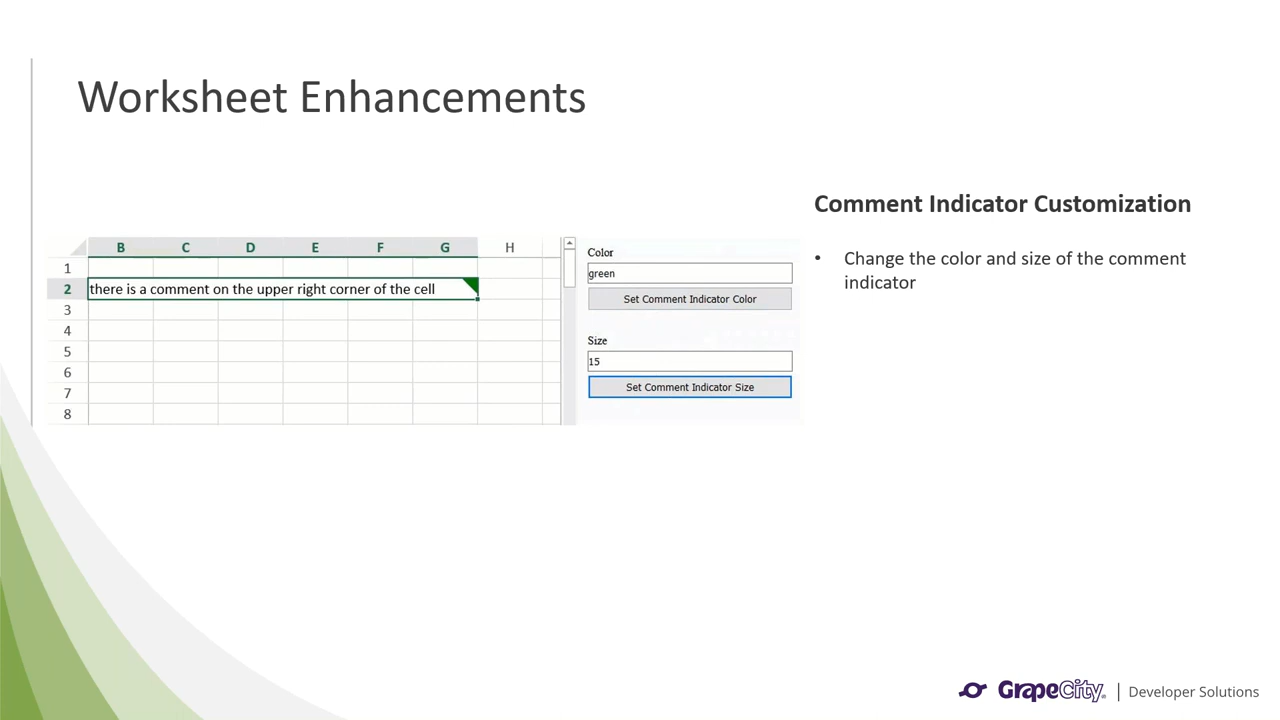 Worksheet Enhancements
Comment Indicator Customization
• Change the color and size of the comment
indicator
B C D E F G H
1
2 there is a comment on the upper right corner of the cell
3
4
5
6
7
8
Color
green
Set Comment Indicator Color
Size
15
Set Comment Indicator Size
GrapeCity | Developer Solutions